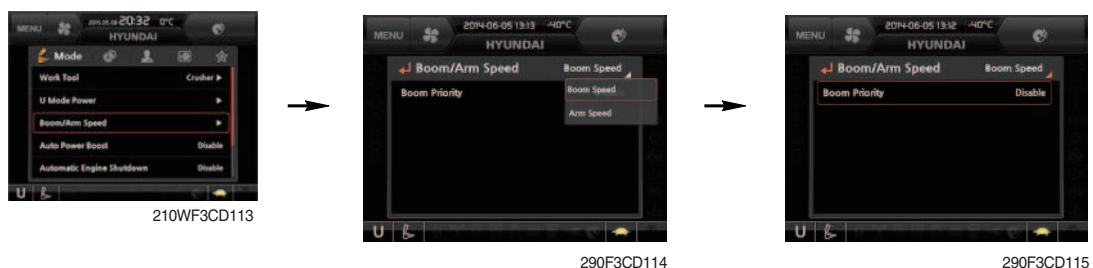 MENU
2015.05.08 20:32 0°C
HYUNDAI
Mode
Work Tool Crusher
U Mode Power
Boom/Arm Speed
Auto Power Boost Disable
Automatic Engine Shutdown Disable
U
210WF3CD113
MENU
2014-06-05 13:13 -40°C
HYUNDAI
Boom/Arm Speed Boom Speed
Boom Priority Boom Speed
Arm Speed
U
290F3CD114
MENU
2014-06-05 13:12 -40°C
HYUNDAI
Boom/Arm Speed Boom Speed
Boom Priority Disable
U
290F3CD115